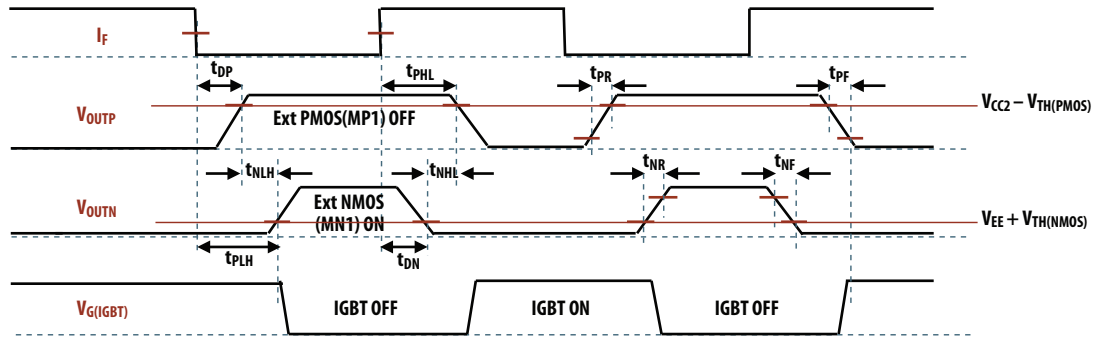 I_F
t_DP
t_PHL
t_PR
t_PF
V_OUTP
Ext PMOS(MP1) OFF
V_CC2 – V_TH(PMOS)
t_NLH
t_NHL
t_NR
t_NF
V_OUTN
Ext NMOS
(MN1) ON
V_EE + V_TH(NMOS)
t_PLH
t_DN
V_G(IGBT)
IGBT OFF
IGBT ON
IGBT OFF